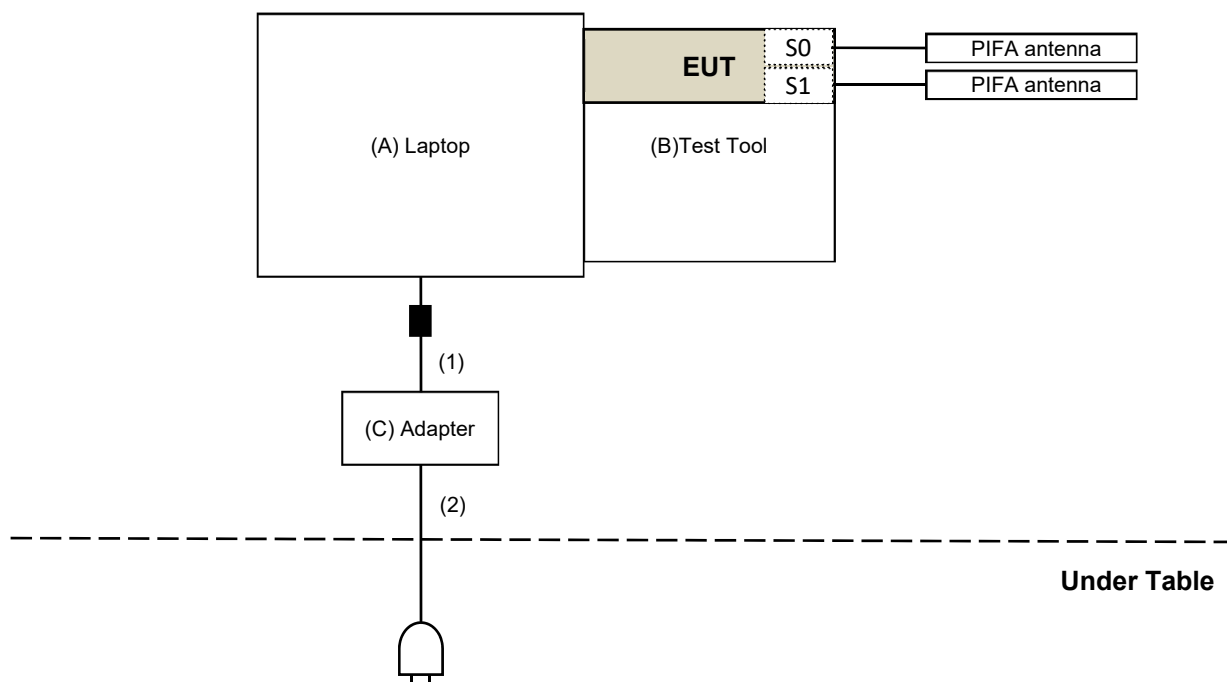 EUT
S0
S1
PIFA antenna
PIFA antenna
(A) Laptop
(B)Test Tool
(1)
(C) Adapter
(2)
Under Table